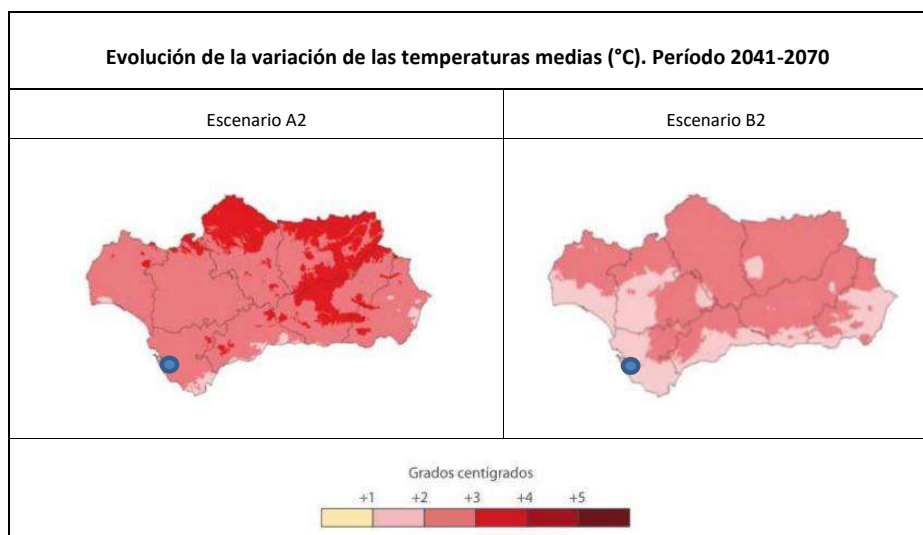 Evolución de la variación de las temperaturas medias (°C). Período 2041-2070
Escenario A2
Escenario B2
Grados centígrados
+1 +2 +3 +4 +5